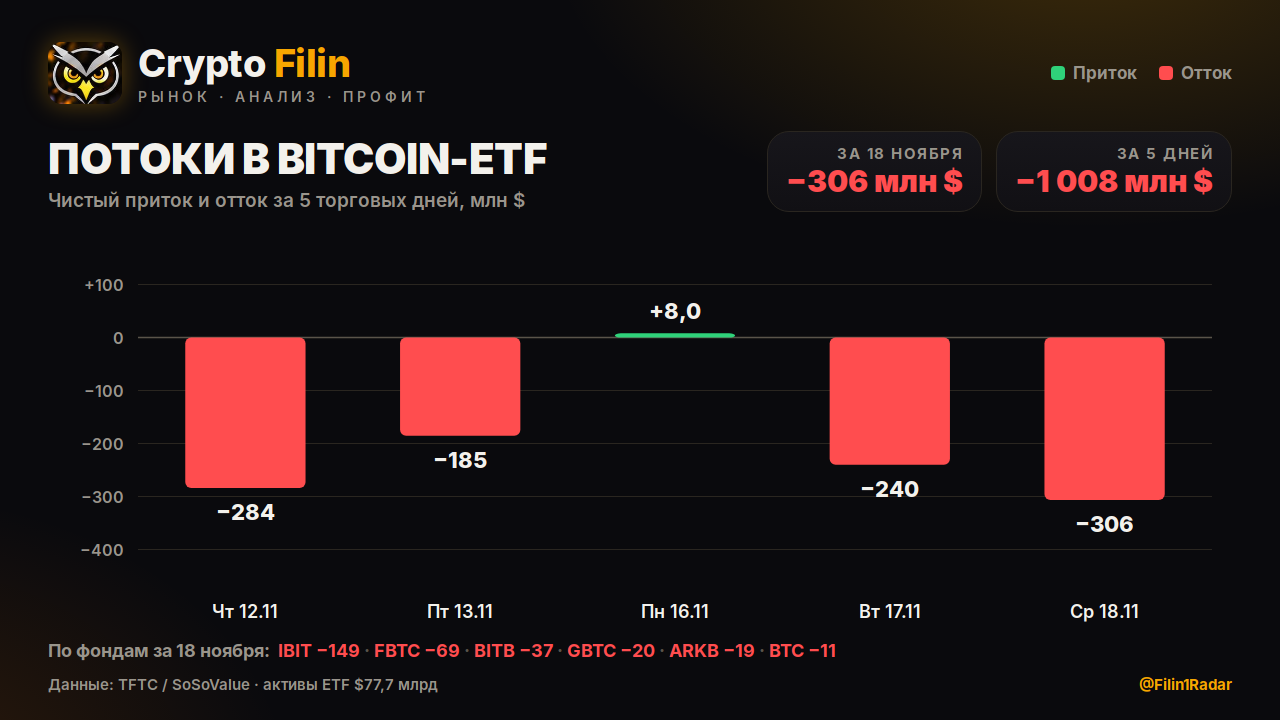 Crypto Filin
РЫНОК · АНАЛИЗ · ПРОФИТ
Приток
Отток
ПОТОКИ В BITCOIN-ETF
Чистый приток и отток за 5 торговых дней, млн $
ЗА 18 НОЯБРЯ
−306 млн $
ЗА 5 ДНЕЙ
−1 008 млн $
+100
0
−100
−200
−300
−400
−284
−185
+8,0
−240
−306
Чт 12.11
Пт 13.11
Пн 16.11
Вт 17.11
Ср 18.11
По фондам за 18 ноября: IBIT −149 · FBTC −69 · BITB −37 · GBTC −20 · ARKB −19 · BTC −11
Данные: TFTC / SoSoValue · активы ETF $77,7 млрд
@Filin1Radar